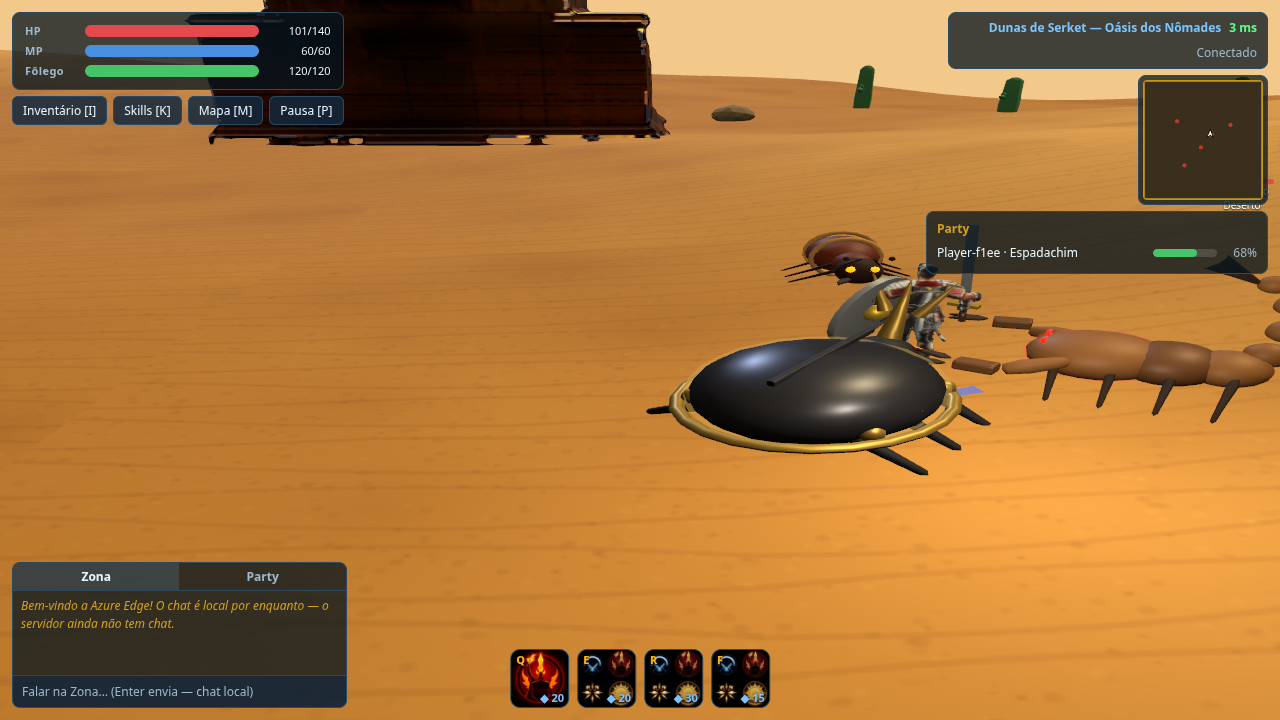 HP 101/140
MP 60/60
Fôlego 120/120
Inventário [I] Skills [K] Mapa [M] Pausa [P]
Dunas de Serket — Oásis dos Nômades 3 ms
Conectado
Deserto
Party
Player-f1ee · Espadachim 68%
Zona Party
Bem-vindo a Azure Edge! O chat é local por enquanto — o
servidor ainda não tem chat.
Falar na Zona... (Enter envia — chat local)
Q E R F
20 20 30 15